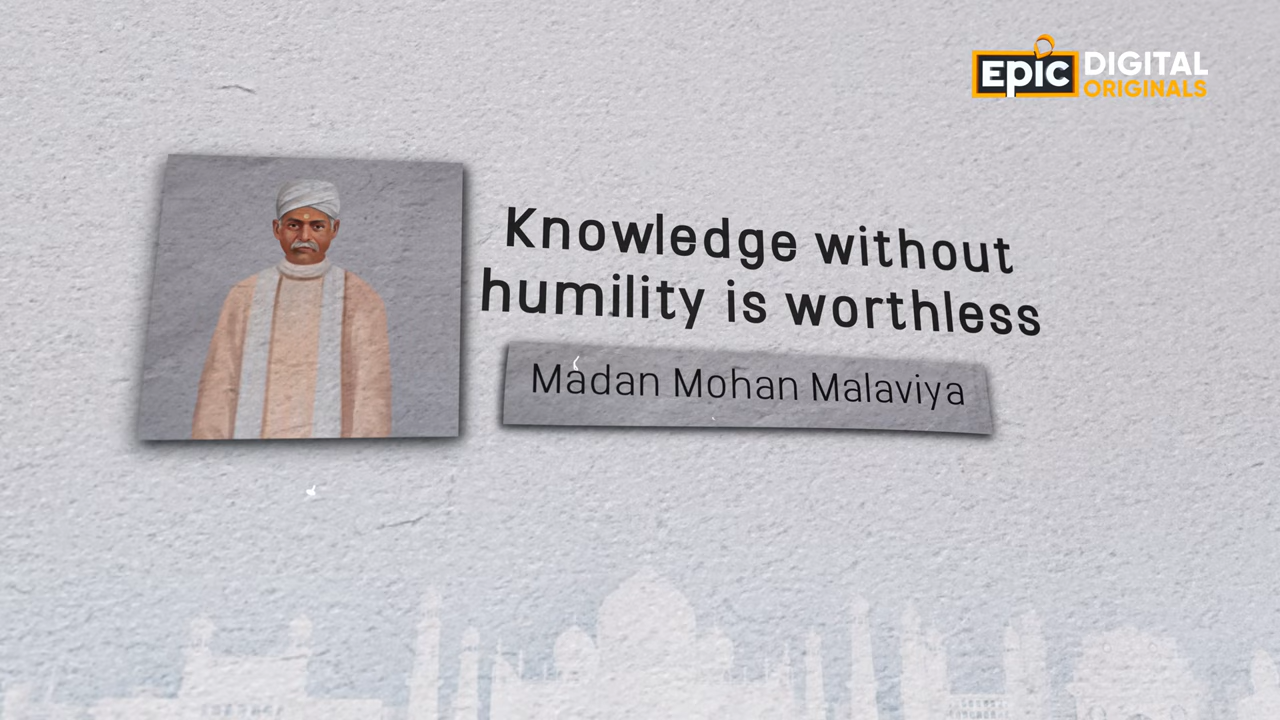 EPIC DIGITAL
ORIGINALS
Knowledge without
humility is worthless
Madan Mohan Malaviya